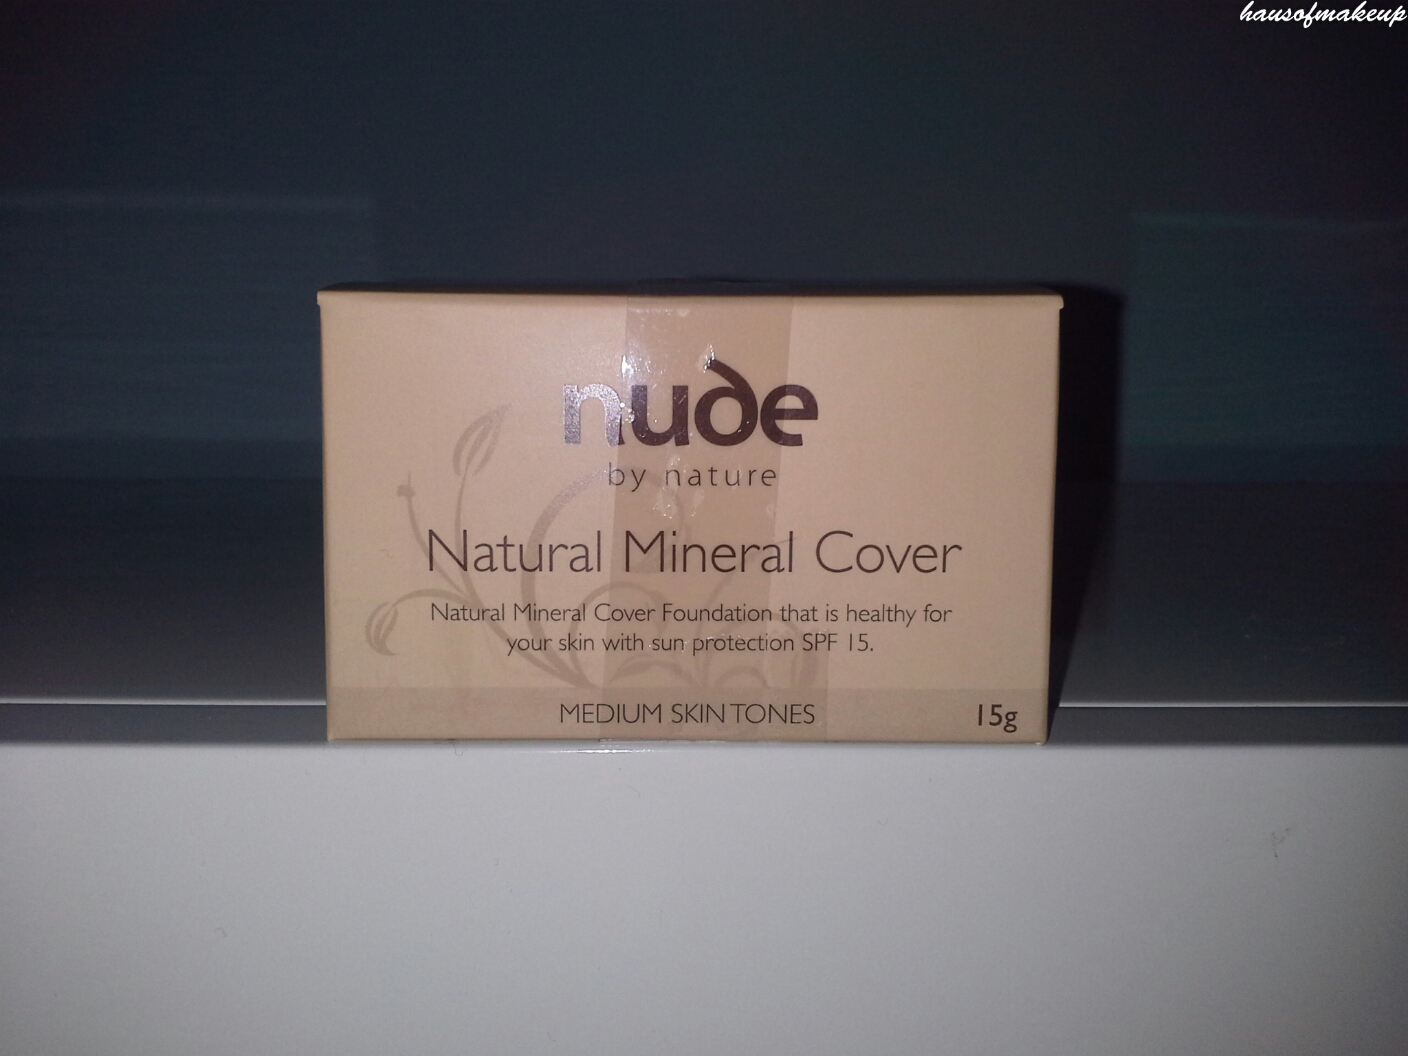 hausofmakeup
nude
by nature
Natural Mineral Cover
Natural Mineral Cover Foundation that is healthy for
your skin with sun protection SPF 15.
MEDIUM SKIN TONES
15g